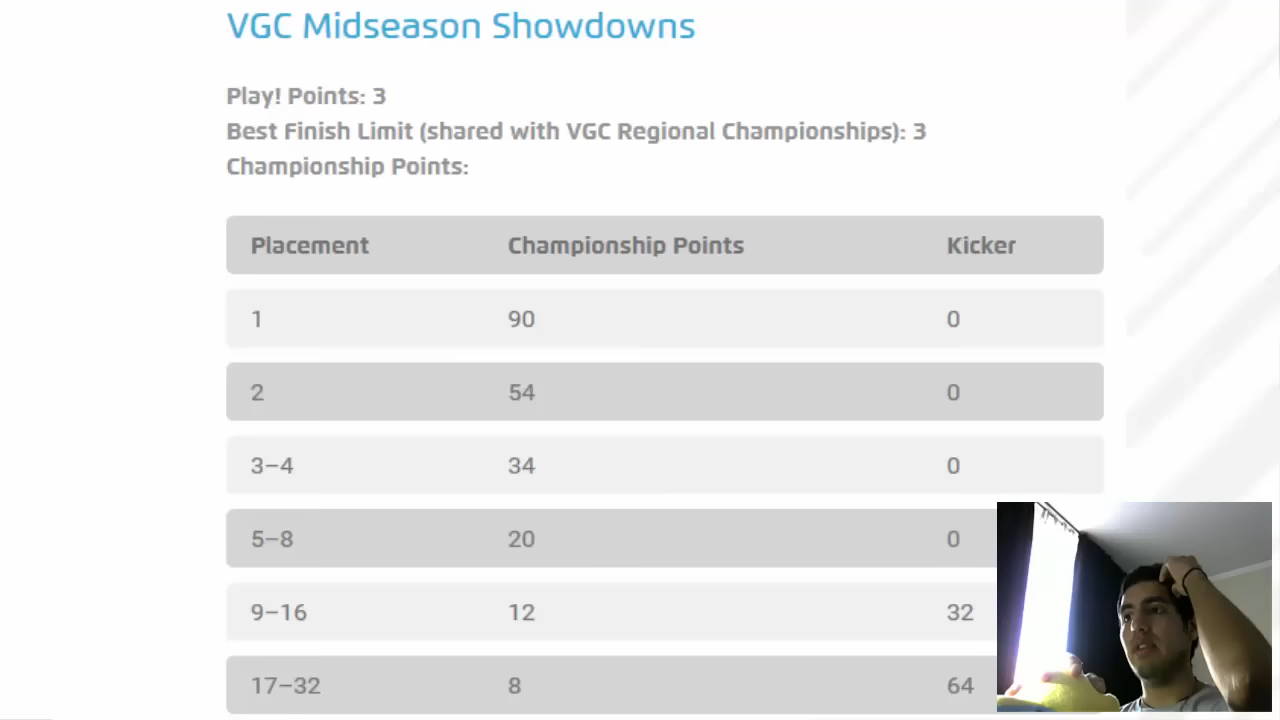 VGC Midseason Showdowns
Play! Points: 3
Best Finish Limit (shared with VGC Regional Championships): 3
Championship Points:
Placement Championship Points Kicker
1 90 0
2 54 0
3–4 34 0
5–8 20 0
9–16 12 32
17–32 8 64